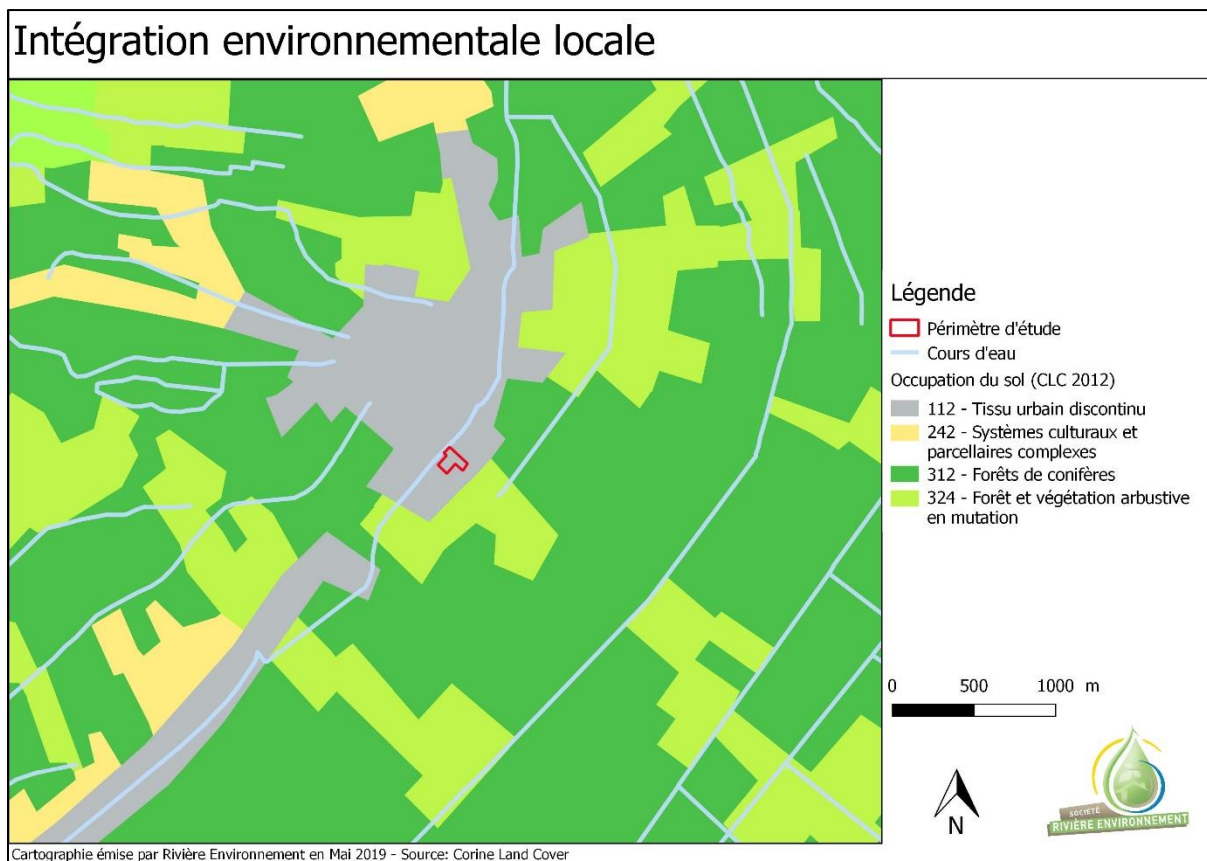 Intégration environnementale locale
Légende
Périmètre d'étude
Cours d'eau
Occupation du sol (CLC 2012)
112 - Tissu urbain discontinu
242 - Systèmes culturaux et
parcellaires complexes
312 - Forêts de conifères
324 - Forêt et végétation arbustive
en mutation
0 500 1000 m
N
SOCIÉTÉ
RIVIÈRE ENVIRONNEMENT
Cartographie émise par Rivière Environnement en Mai 2019 - Source: Corine Land Cover